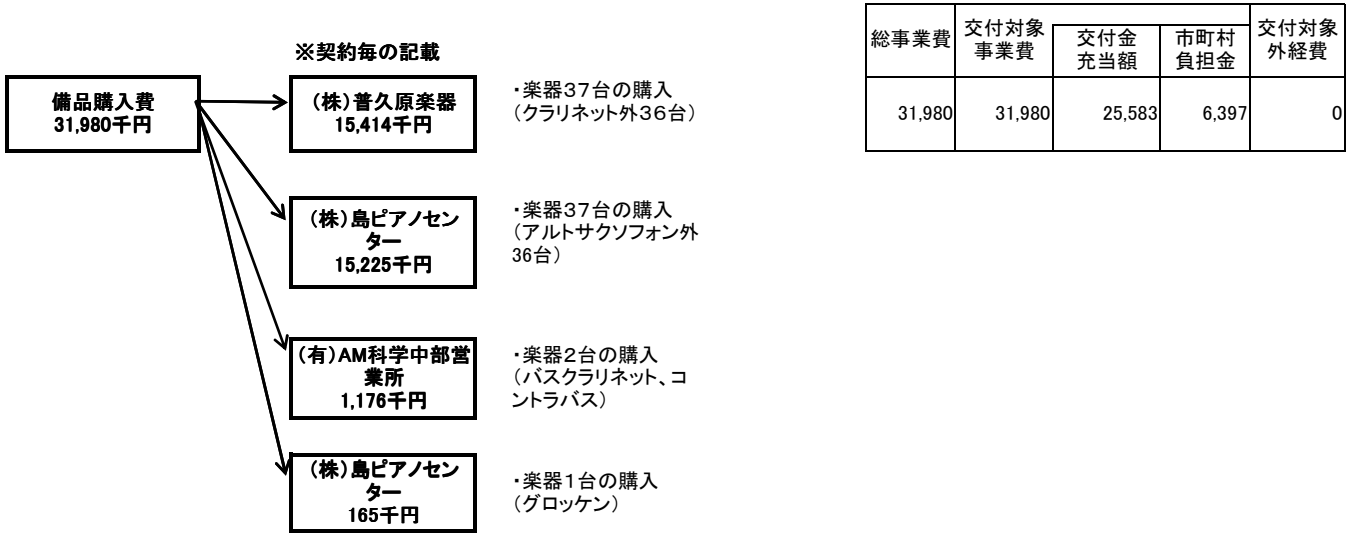 ※契約毎の記載
備品購入費
31,980千円
(株)普久原楽器
15,414千円
・楽器37台の購入
(クラリネット外36台)
(株)島ピアノセン
ター
15,225千円
・楽器37台の購入
(アルトサクソフォン外
36台)
(有)AM科学中部営
業所
1,176千円
・楽器2台の購入
(バスクラリネット、コ
ントラバス)
(株)島ピアノセン
ター
165千円
・楽器1台の購入
(グロッケン)
総事業費
交付対象
事業費
交付金
充当額
市町村
負担金
交付対象
外経費
31,980 31,980 25,583 6,397 0